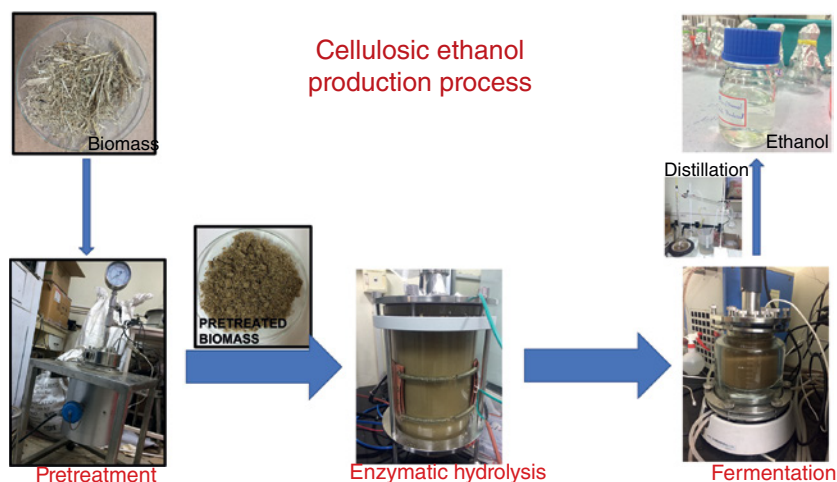 Cellulosic ethanol
production process
Biomass
Ethanol
Distillation
PRETREATED
BIOMASS
Pretreatment
Enzymatic hydrolysis
Fermentation